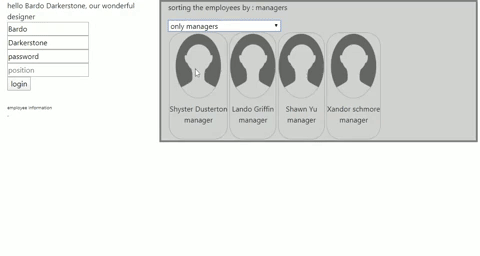 hello Bardo Darkerstone, our wonderful
designer
Bardo
Darkerstone
password
position
login
employee information
sorting the employees by : managers
only managers
Shyster Dusterton
manager
Lando Griffin
manager
Shawn Yu
manager
Xandor schmore
manager